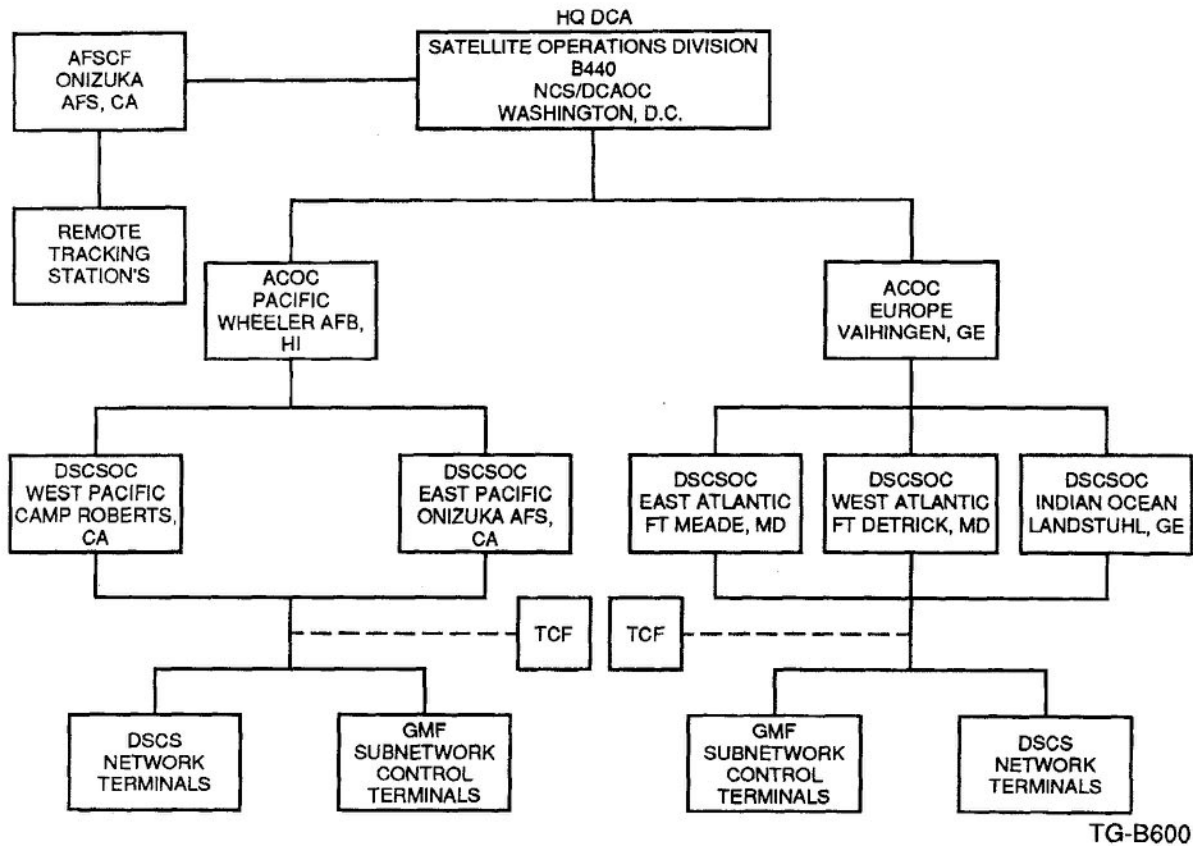 HQ DCA
AFSCF
ONIZUKA
AFS, CA
SATELLITE OPERATIONS DIVISION
B440
NCS/DCAOC
WASHINGTON, D.C.
REMOTE
TRACKING
STATION'S
ACOC
PACIFIC
WHEELER AFB,
HI
ACOC
EUROPE
VAIHINGEN, GE
DSCSOC
WEST PACIFIC
CAMP ROBERTS,
CA
DSCSOC
EAST PACIFIC
ONIZUKA AFS,
CA
DSCSOC
EAST ATLANTIC
FT MEADE, MD
DSCSOC
WEST ATLANTIC
FT DETRICK, MD
DSCSOC
INDIAN OCEAN
LANDSTUHL, GE
TCF
TCF
DSCS
NETWORK
TERMINALS
GMF
SUBNETWORK
CONTROL
TERMINALS
GMF
SUBNETWORK
CONTROL
TERMINALS
DSCS
NETWORK
TERMINALS
TG-B600